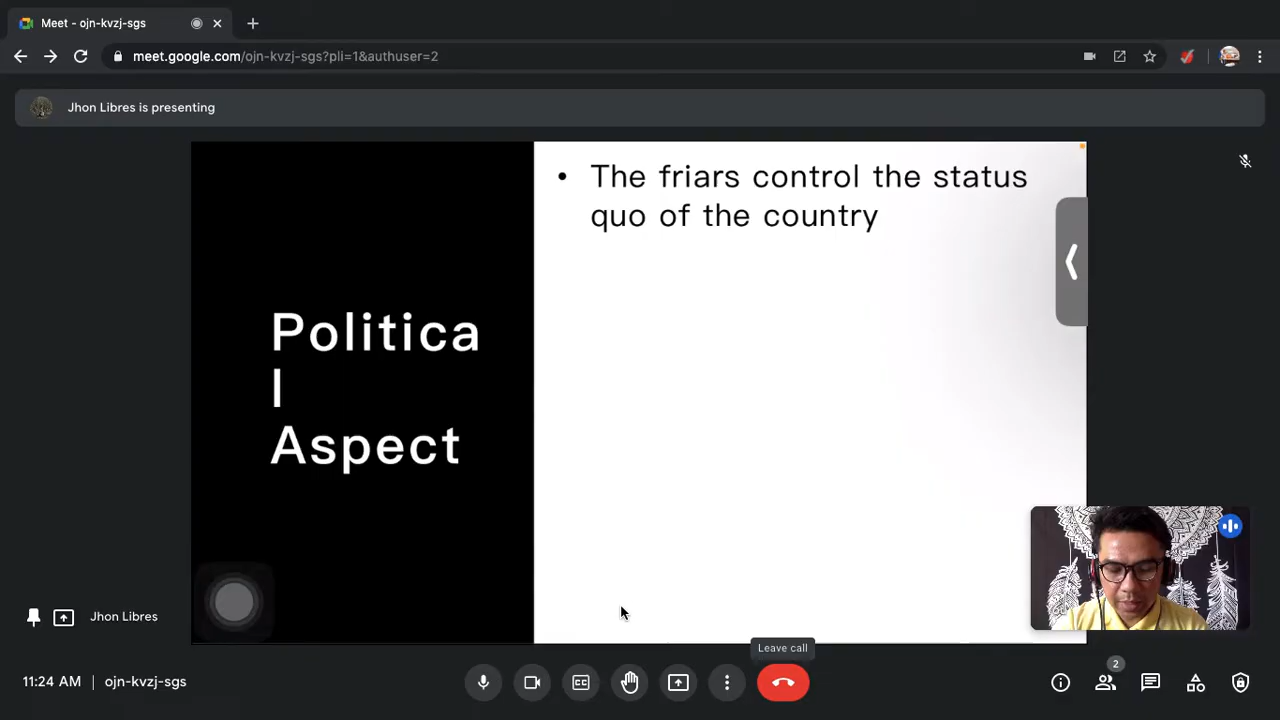 Meet - ojn-kvzj-sgs
meet.google.com/ojn-kvzj-sgs?pli=1&authuser=2
Jhon Libres is presenting
• The friars control the status
quo of the country
Politica
l
Aspect
Jhon Libres
Leave call
11:24 AM | ojn-kvzj-sgs
CC
2